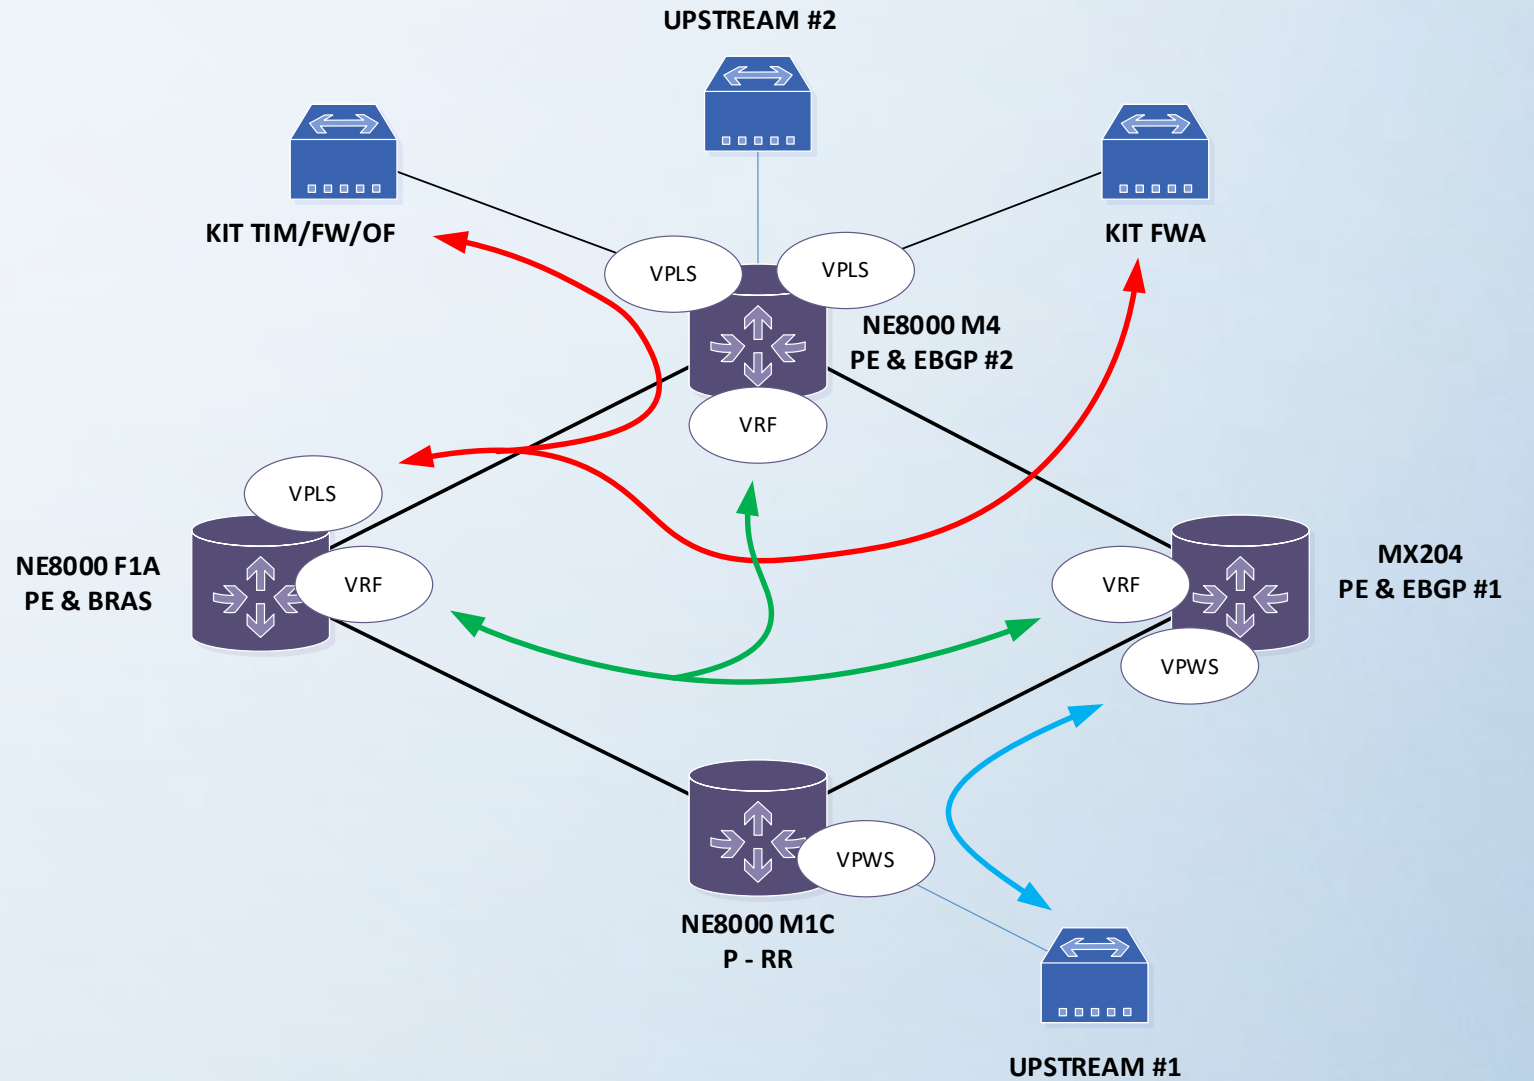 UPSTREAM #2
KIT TIM/FW/OF
KIT FWA
VPLS
VPLS
NE8000 M4
PE & EBGP #2
VRF
VPLS
NE8000 F1A
PE & BRAS
VRF
VRF
MX204
PE & EBGP #1
VPWS
VPWS
NE8000 M1C
P - RR
UPSTREAM #1